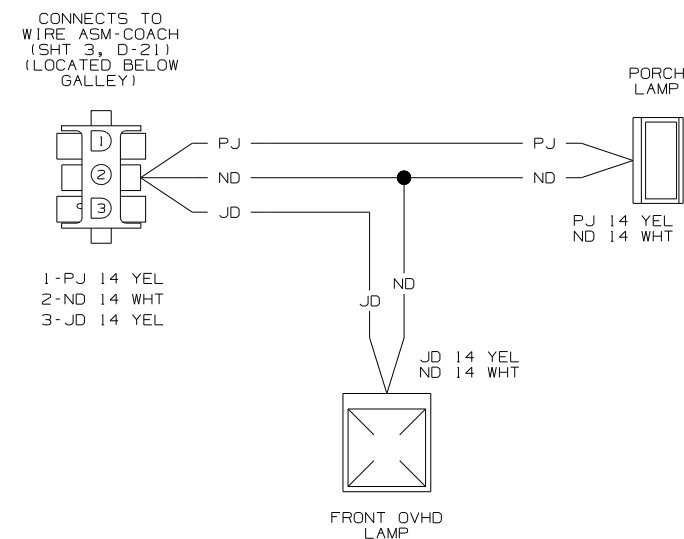 CONNECTS TO
WIRE ASM-COACH
(SHT 3, D-21)
(LOCATED BELOW
GALLEY)
PORCH
LAMP
1
2
3
PJ
PJ
ND
ND
JD
PJ 14 YEL
ND 14 WHT
1-PJ 14 YEL
2-ND 14 WHT
3-JD 14 YEL
ND
JD
JD 14 YEL
ND 14 WHT
FRONT OVHD
LAMP